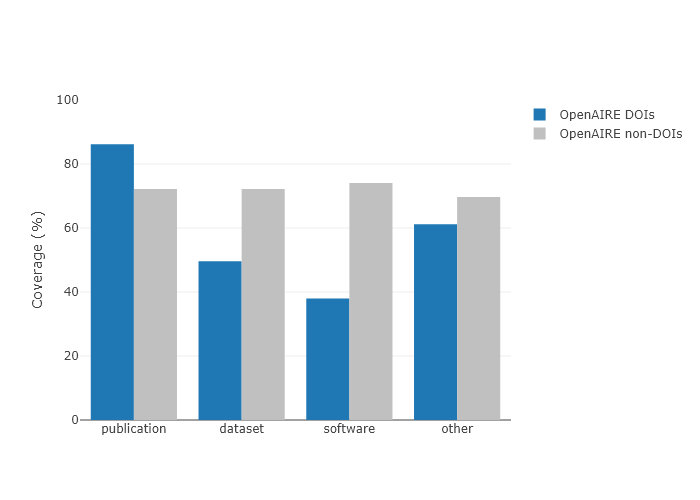 100
80
60
40
20
0
Coverage (%)
publication
dataset
software
other
OpenAIRE DOIs
OpenAIRE non-DOIs